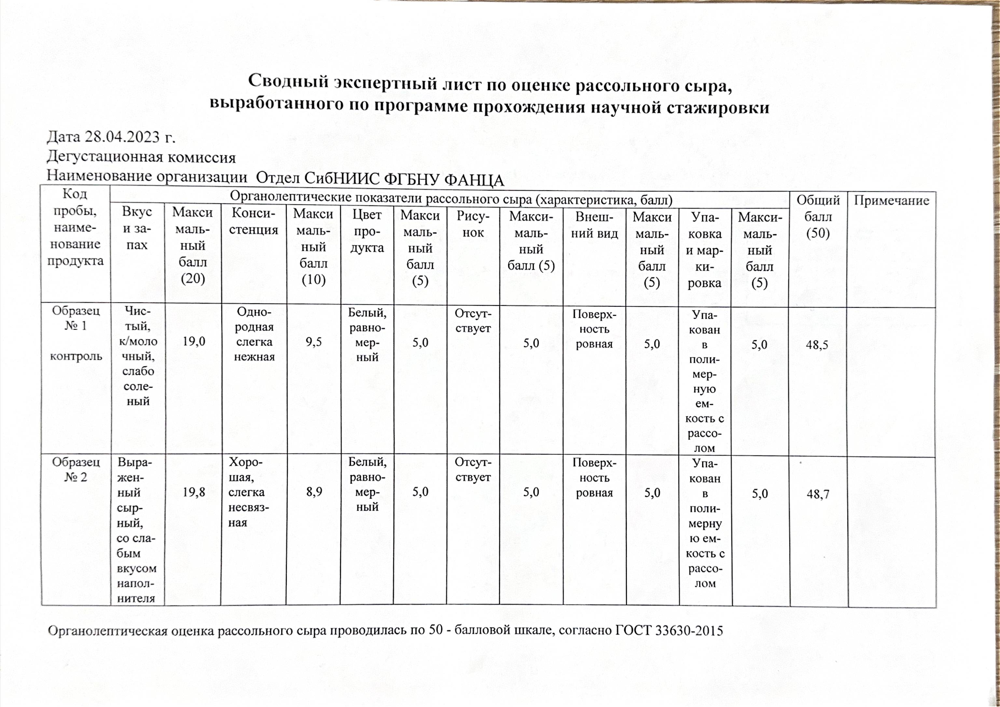 Сводный экспертный лист по оценке рассольного сыра,
выработанного по программе прохождения научной стажировки
Дата 28.04.2023 г.
Дегустационная комиссия
Наименование организации Отдел СибНИИС ФГБНУ ФАНЦА
Код
пробы,
наиме-
нование
продукта
Органолептические показатели рассольного сыра (характеристика, балл)
Вкус
и за-
пах
Макси
маль-
ный
балл
(20)
Конси-
стенция
Макси
маль-
ный
балл
(10)
Цвет
про-
дукта
Макси
маль-
ный
балл
(5)
Рису-
нок
Макси-
маль-
ный
балл (5)
Внеш-
ний вид
Макси
маль-
ный
балл
(5)
Упа-
ковка
и мар-
ки-
ровка
Макси-
маль-
ный
балл
(5)
Общий
балл
(50)
Примечание
Образец
№ 1
контроль
Чис-
тый,
к/моло
чный,
слабо
соле-
ный
19,0
Одно-
родная
слегка
нежная
9,5
Белый,
равно-
мер-
ный
5,0
Отсут-
ствует
5,0
Поверх-
ность
ровная
5,0
Упа-
кован
в
поли-
мер-
ную
ем-
кость с
рассо-
лом
5,0
48,5
Образец
№ 2
Выра-
жен-
ный
сыр-
ный,
со сла-
бым
вкусом
напол-
нителя
19,8
Хоро-
шая,
слегка
несвяз-
ная
8,9
Белый,
равно-
мер-
ный
5,0
Отсут-
ствует
5,0
Поверх-
ность
ровная
5,0
Упа-
кован
в
поли-
мерну
ю ем-
кость с
рассо-
лом
5,0
48,7
Органолептическая оценка рассольного сыра проводилась по 50 - балловой шкале, согласно ГОСТ 33630-2015